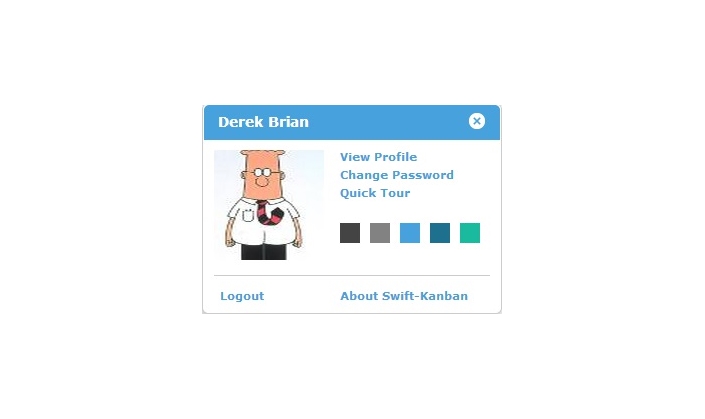 Derek Brian
View Profile
Change Password
Quick Tour
Logout
About Swift-Kanban